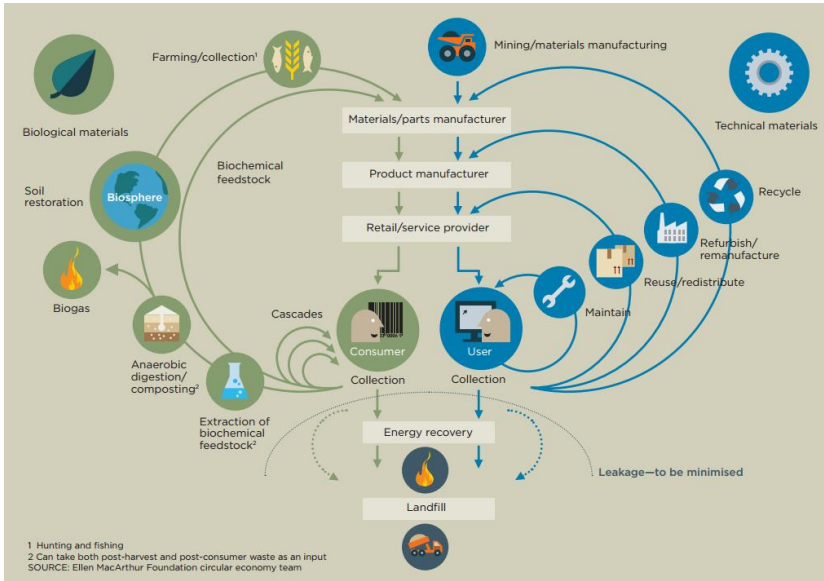 Farming/collection¹
Mining/materials manufacturing
Biological materials
Technical materials
Materials/parts manufacturer
Biochemical
feedstock
Product manufacturer
Soil
restoration
Biosphere
Recycle
Retail/service provider
Refurbish/
remanufacture
Reuse/redistribute
Biogas
Cascades
Maintain
Consumer
User
Anaerobic
digestion/
composting²
Collection
Collection
Extraction of
biochemical
feedstock²
Energy recovery
Leakage—to be minimised
Landfill
1 Hunting and fishing
2 Can take both post-harvest and post-consumer waste as an input
SOURCE: Ellen MacArthur Foundation circular economy team